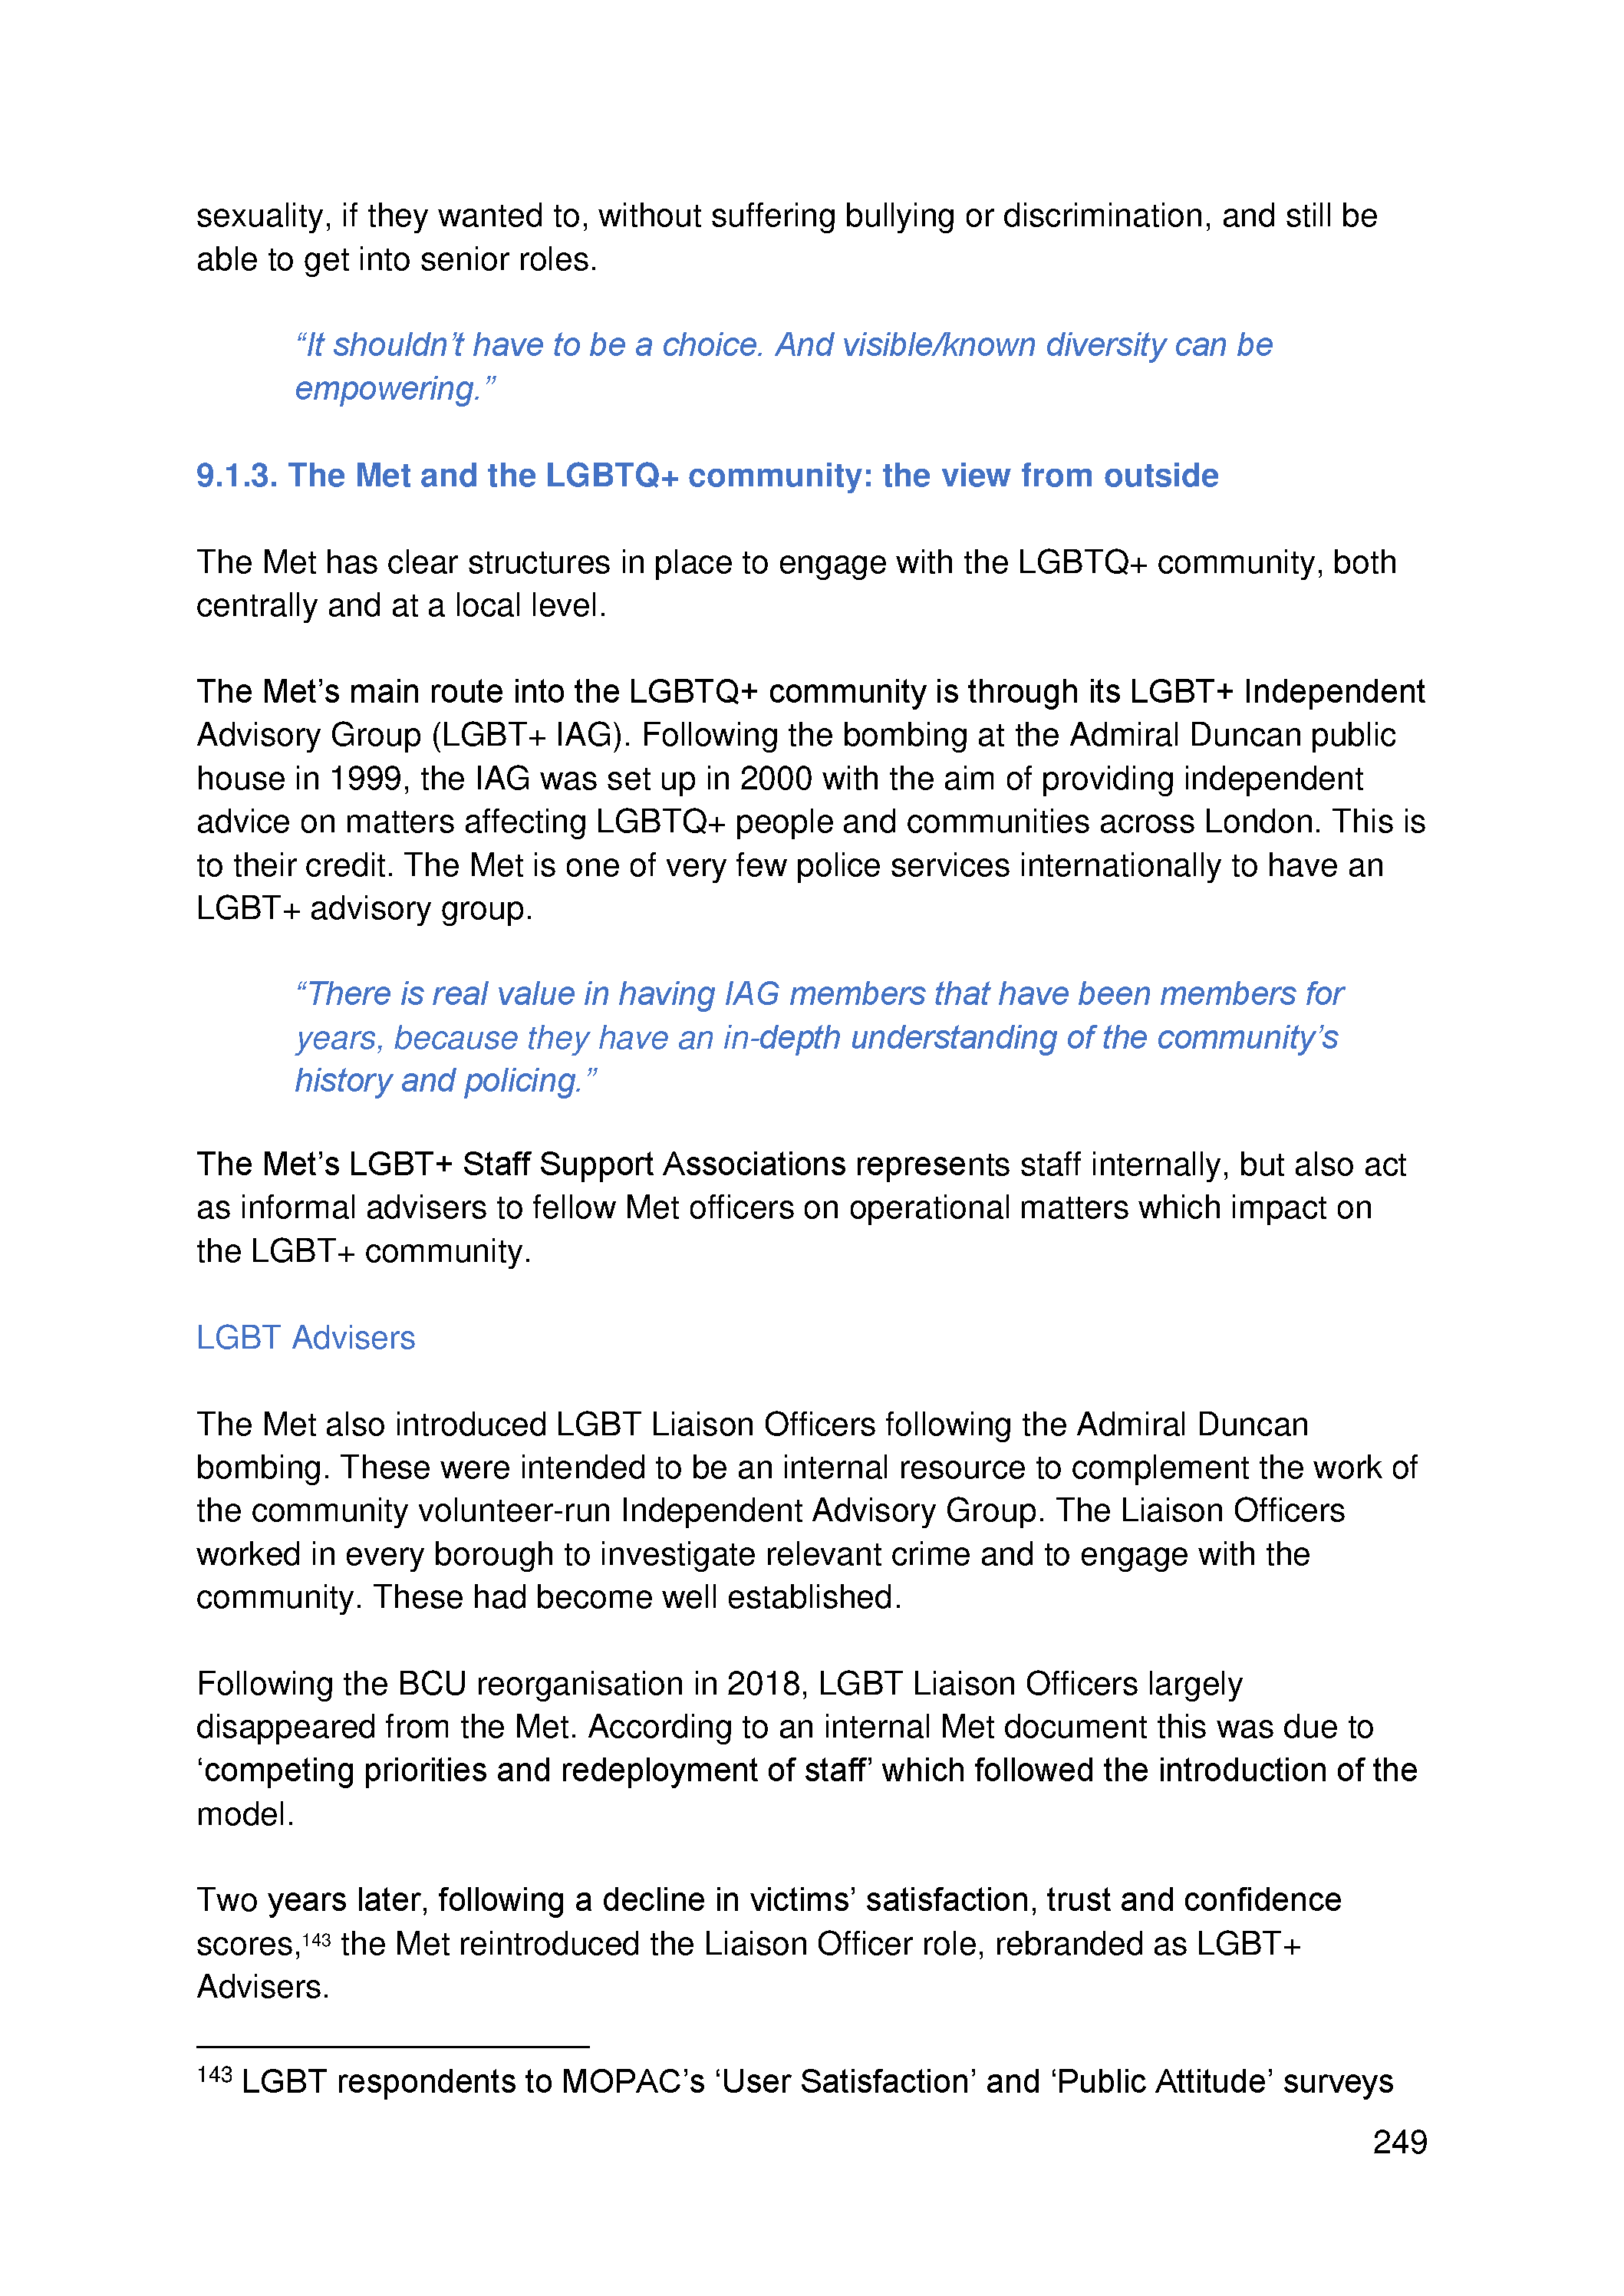 sexuality, if they wanted to, without suffering bullying or discrimination, and still be
able to get into senior roles.
“It shouldn’t have to be a choice. And visible/known diversity can be
empowering.”
9.1.3. The Met and the LGBTQ+ community: the view from outside
The Met has clear structures in place to engage with the LGBTQ+ community, both
centrally and at a local level.
The Met’s main route into the LGBTQ+ community is through its LGBT+ Independent
Advisory Group (LGBT+ IAG). Following the bombing at the Admiral Duncan public
house in 1999, the IAG was set up in 2000 with the aim of providing independent
advice on matters affecting LGBTQ+ people and communities across London. This is
to their credit. The Met is one of very few police services internationally to have an
LGBT+ advisory group.
“There is real value in having IAG members that have been members for
years, because they have an in-depth understanding of the community’s
history and policing.”
The Met’s LGBT+ Staff Support Associations represents staff internally, but also act
as informal advisers to fellow Met officers on operational matters which impact on
the LGBT+ community.
LGBT Advisers
The Met also introduced LGBT Liaison Officers following the Admiral Duncan
bombing. These were intended to be an internal resource to complement the work of
the community volunteer-run Independent Advisory Group. The Liaison Officers
worked in every borough to investigate relevant crime and to engage with the
community. These had become well established.
Following the BCU reorganisation in 2018, LGBT Liaison Officers largely
disappeared from the Met. According to an internal Met document this was due to
‘competing priorities and redeployment of staff’ which followed the introduction of the
model.
Two years later, following a decline in victims’ satisfaction, trust and confidence
scores,143 the Met reintroduced the Liaison Officer role, rebranded as LGBT+
Advisers.
143 LGBT respondents to MOPAC’s ‘User Satisfaction’ and ‘Public Attitude’ surveys
249